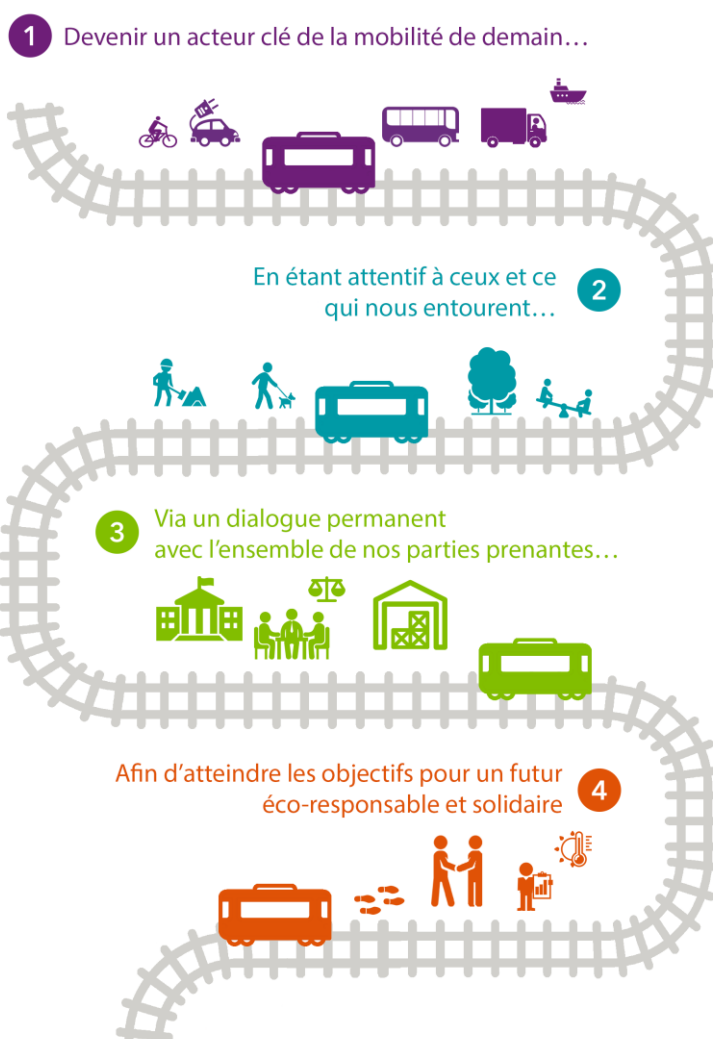 1 Devenir un acteur clé de la mobilité de demain…
En étant attentif à ceux et ce
qui nous entourent… 2
3 Via un dialogue permanent
avec l’ensemble de nos parties prenantes…
Afin d’atteindre les objectifs pour un futur
éco-responsable et solidaire 4